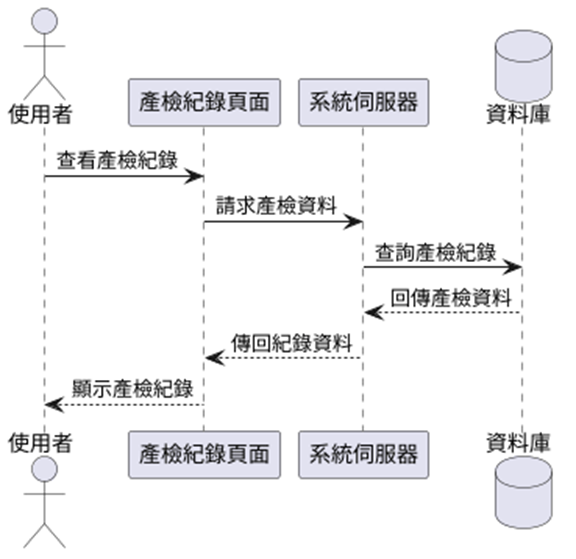 使用者
產檢紀錄頁面
系統伺服器
資料庫
查看產檢紀錄
請求產檢資料
查詢產檢紀錄
回傳產檢資料
傳回紀錄資料
顯示產檢紀錄
使用者
產檢紀錄頁面
系統伺服器
資料庫